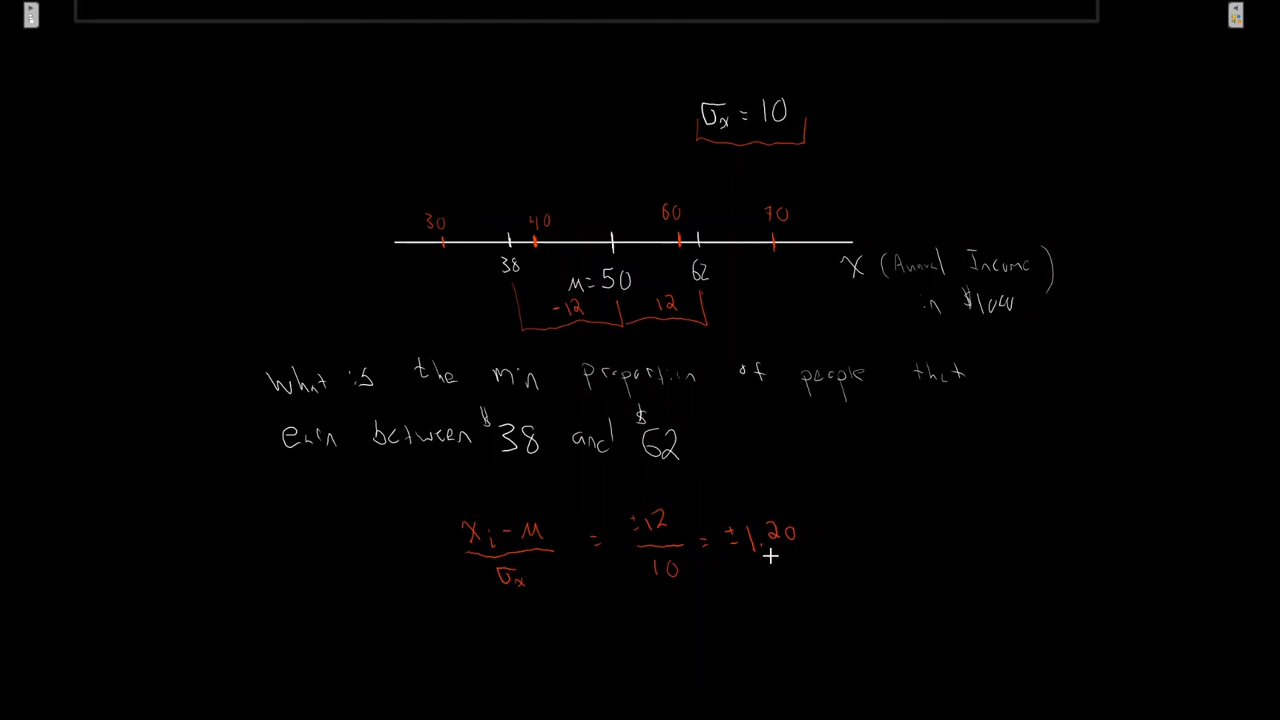 σx = 10
30 40 60 70
38 μ=50 62
x (Annual Income
in $1000
-12 12
What is the min proportion of people that
earn between $38 and $62
xi - μ / σx = ±12 / 10 = ±1.20